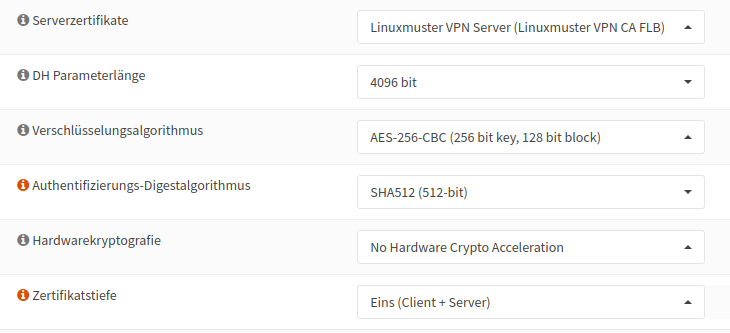 Serverzertifikate
Linuxmuster VPN Server (Linuxmuster VPN CA FLB)
DH Parameterlänge
4096 bit
Verschlüsselungsalgorithmus
AES-256-CBC (256 bit key, 128 bit block)
Authentifizierungs-Digestalgorithmus
SHA512 (512-bit)
Hardwarekryptografie
No Hardware Crypto Acceleration
Zertifikatstiefe
Eins (Client + Server)